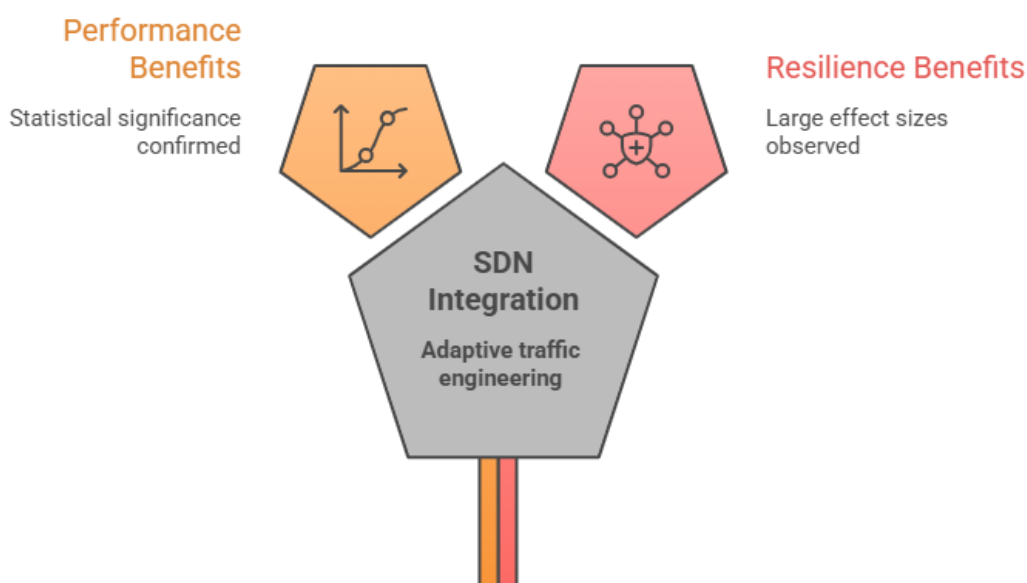 Performance
Benefits
Statistical significance
confirmed
Resilience Benefits
Large effect sizes
observed
SDN
Integration
Adaptive traffic
engineering